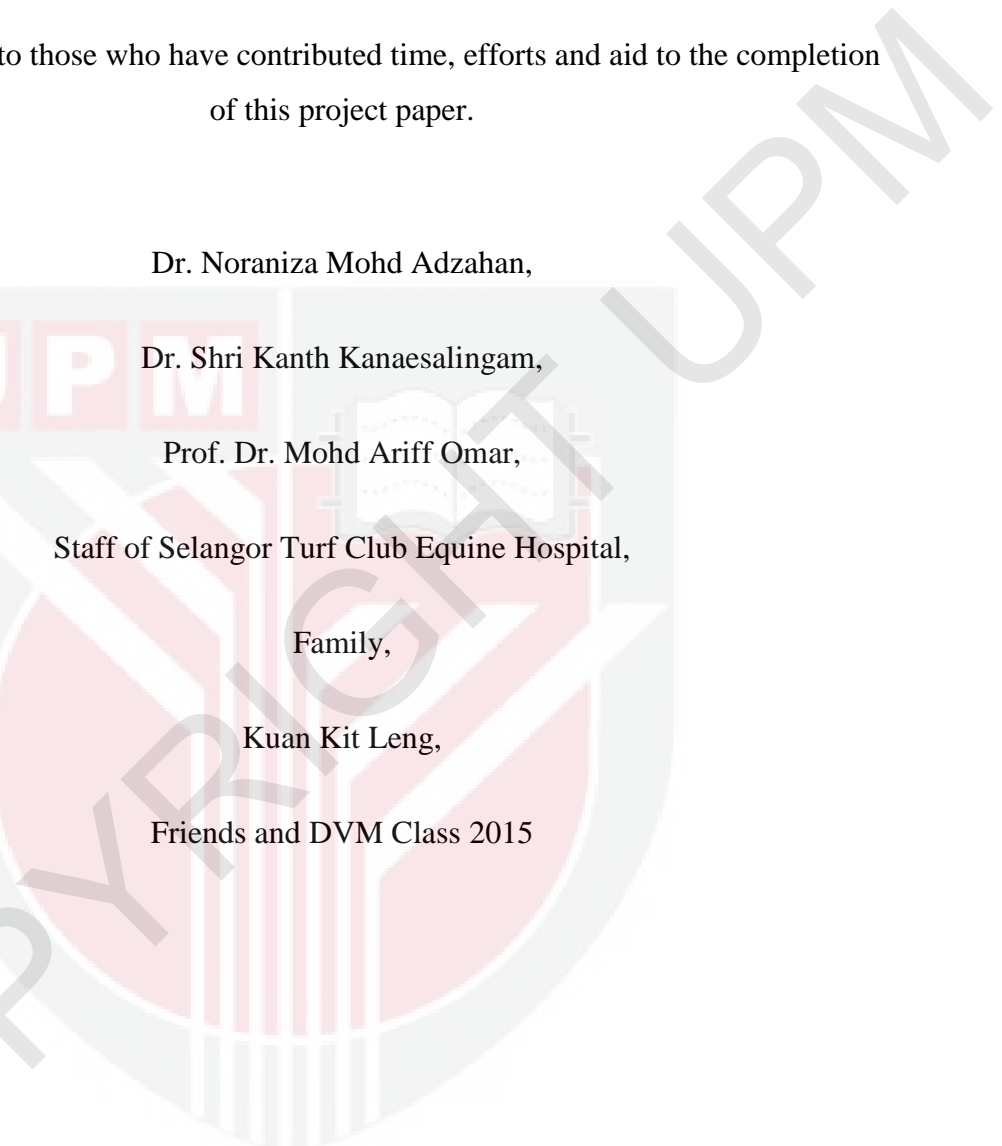 to those who have contributed time, efforts and aid to the completion
of this project paper.
Dr. Noraniza Mohd Adzahan,
Dr. Shri Kanth Kanaesalingam,
Prof. Dr. Mohd Ariff Omar,
Staff of Selangor Turf Club Equine Hospital,
Family,
Kuan Kit Leng,
Friends and DVM Class 2015
PM
PYRIGHT UPM